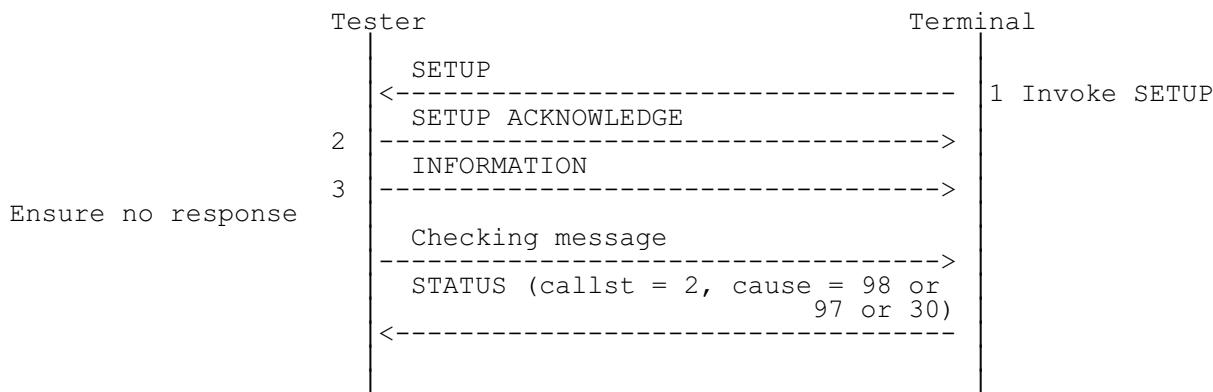 Tester Terminal
SETUP
<----------------------------------- 1 Invoke SETUP
SETUP ACKNOWLEDGE
2 ----------------------------------->
INFORMATION
3 ----------------------------------->
Ensure no response
Checking message
----------------------------------->
STATUS (callst = 2, cause = 98 or
97 or 30)
<-----------------------------------